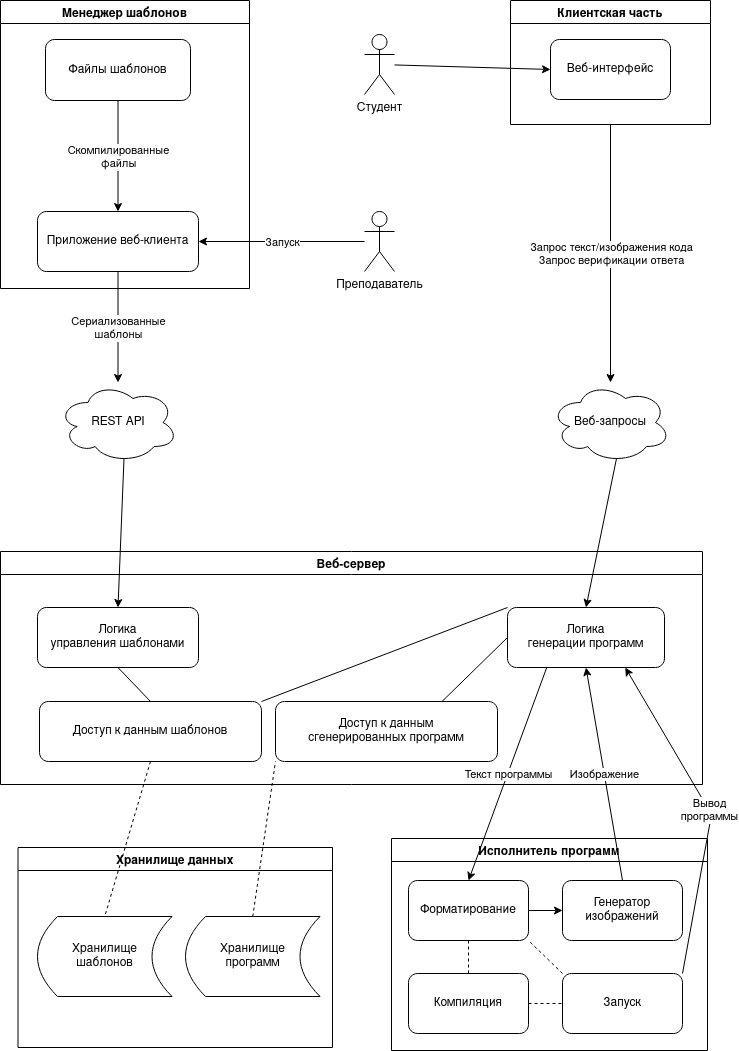 Менеджер шаблонов
Клиентская часть
Файлы шаблонов
Веб-интерфейс
Студент
Скомпилированные
файлы
Приложение веб-клиента
Запуск
Преподаватель
Запрос текст/изображения кода
Запрос верификации ответа
Сериализованные
шаблоны
REST API
Веб-запросы
Веб-сервер
Логика
управления шаблонами
Логика
генерации программ
Доступ к данным шаблонов
Доступ к данным
сгенерированных программ
Текст программы
Изображение
Вывод
программы
Хранилище данных
Исполнитель программ
Форматирование
Генератор
изображений
Хранилище
шаблонов
Хранилище
программ
Компиляция
Запуск